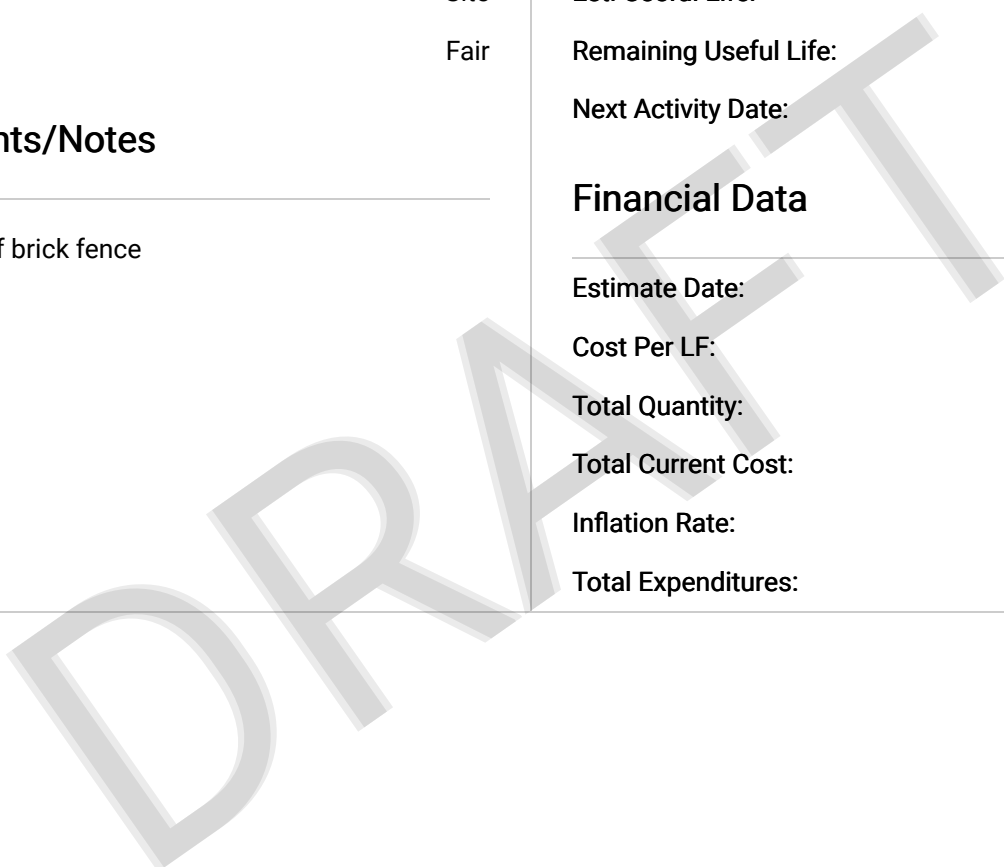 Fair
nts/Notes
f brick fence
Remaining Useful Life:
Next Activity Date:
Financial Data
Estimate Date:
Cost Per LF:
Total Quantity:
Total Current Cost:
Inflation Rate:
Total Expenditures:
DRAFT